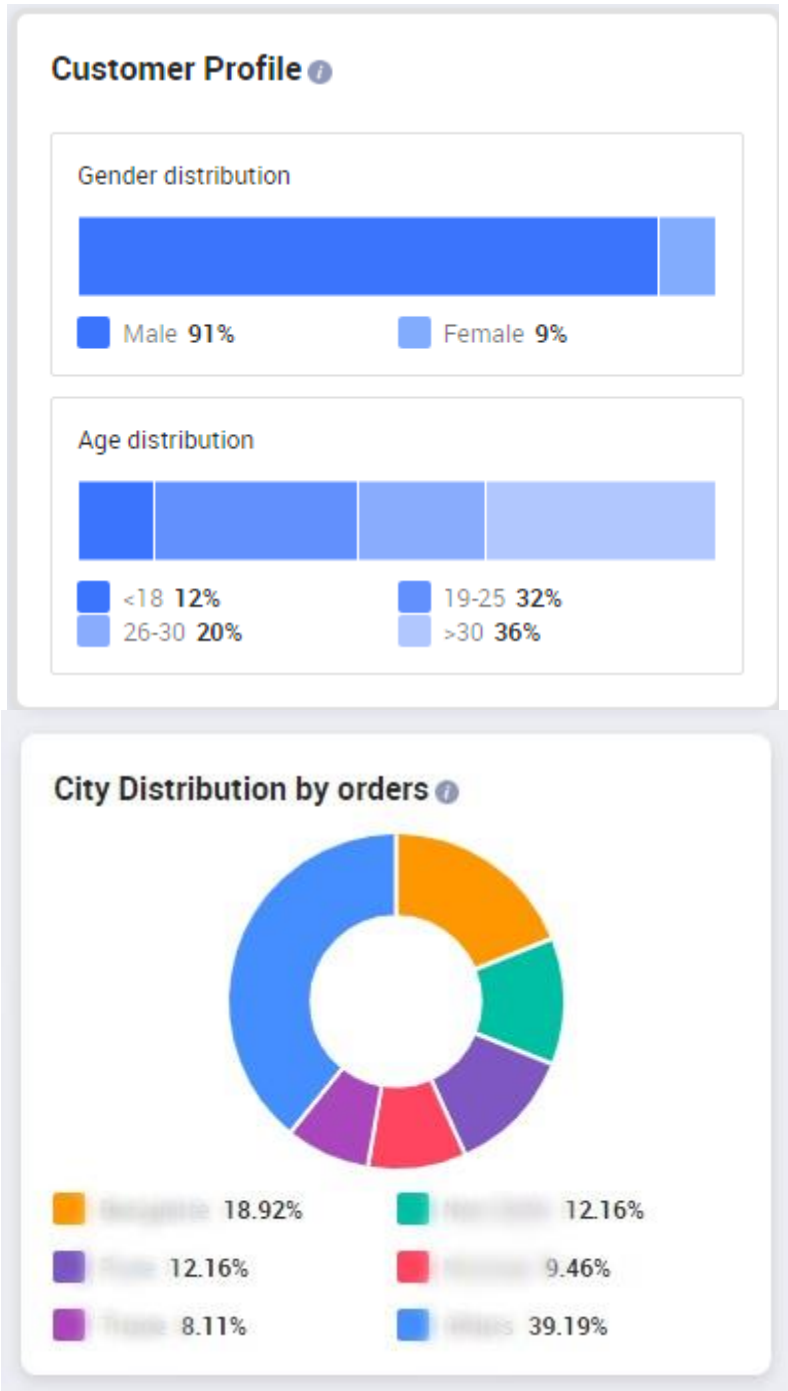 Customer Profile i
Gender distribution
Male 91% Female 9%
Age distribution
<18 12% 19-25 32%
26-30 20% >30 36%
City Distribution by orders i
18.92% 12.16%
12.16% 9.46%
8.11% 39.19%